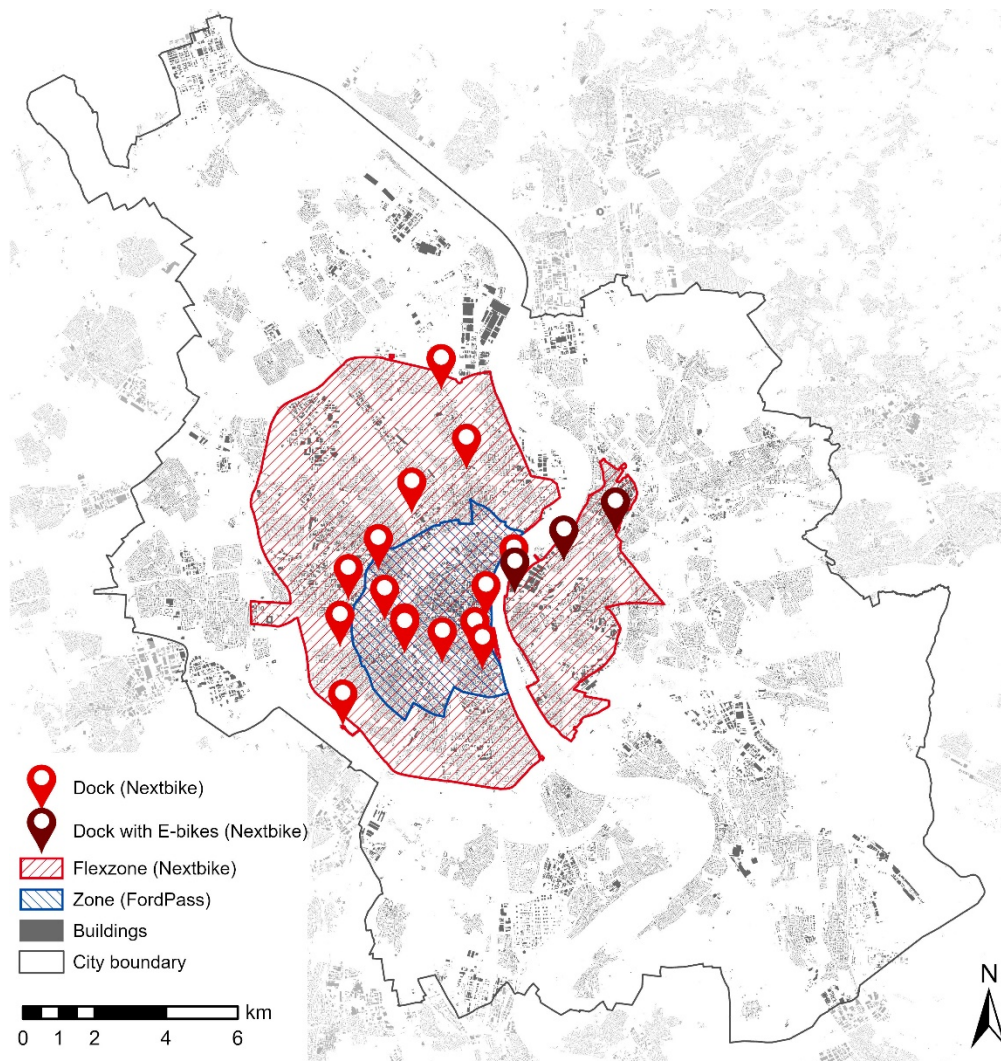 Dock (Nextbike)
Dock with E-bikes (Nextbike)
Flexzone (Nextbike)
Zone (FordPass)
Buildings
City boundary
km
0 1 2 4 6
N